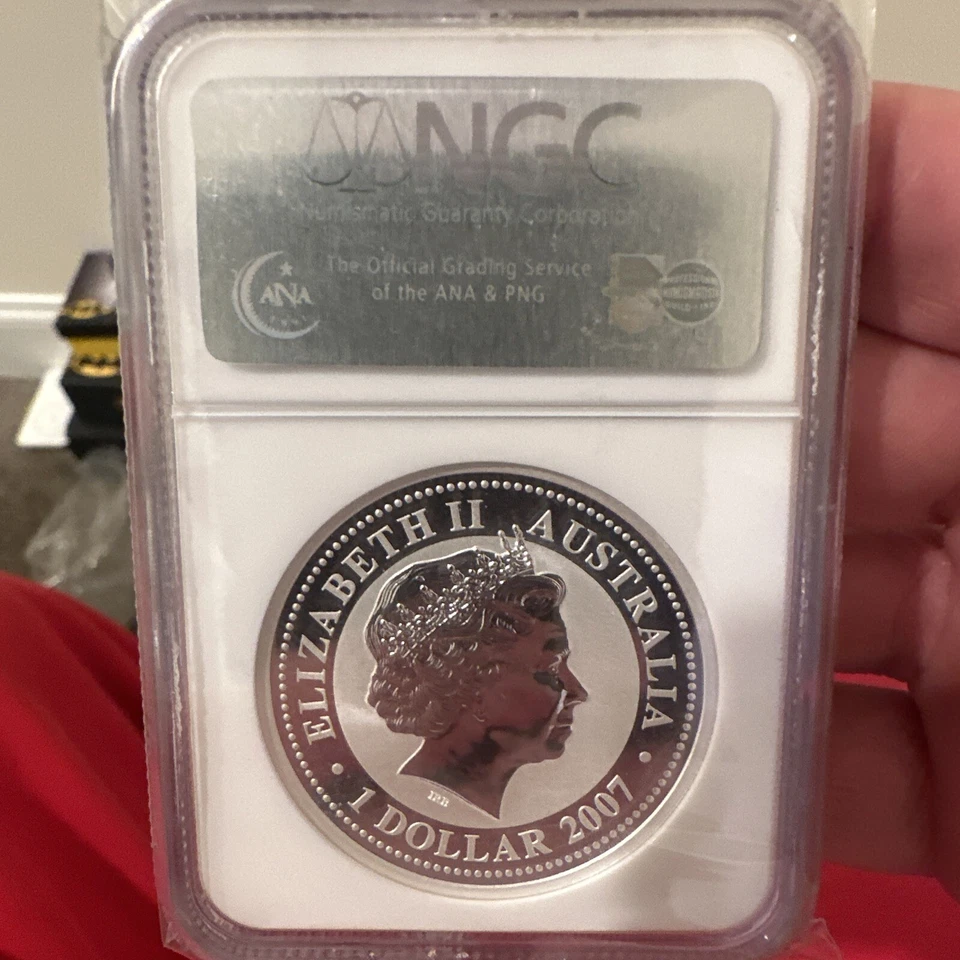 NGC
Numismatic Guaranty Corporation
The Official Grading Service
of the ANA & PNG
ANA
ELIZABETH II AUSTRALIA
IRB
1 DOLLAR 2007